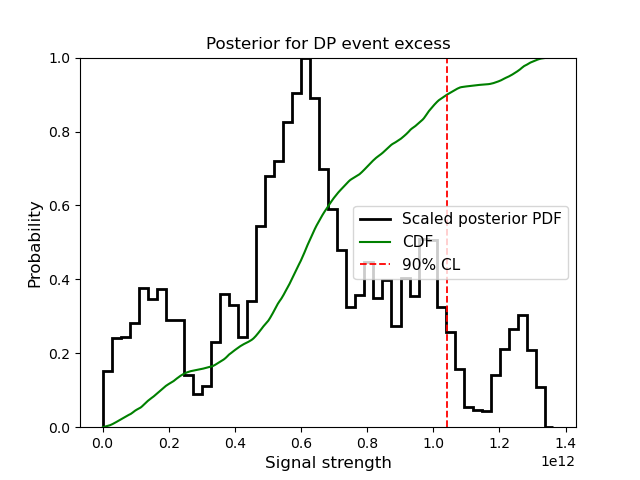 Posterior for DP event excess
1.0
0.8
0.6
0.4
0.2
0.0
Probability
Scaled posterior PDF
CDF
90% CL
0.0 0.2 0.4 0.6 0.8 1.0 1.2 1.4
1e12
Signal strength